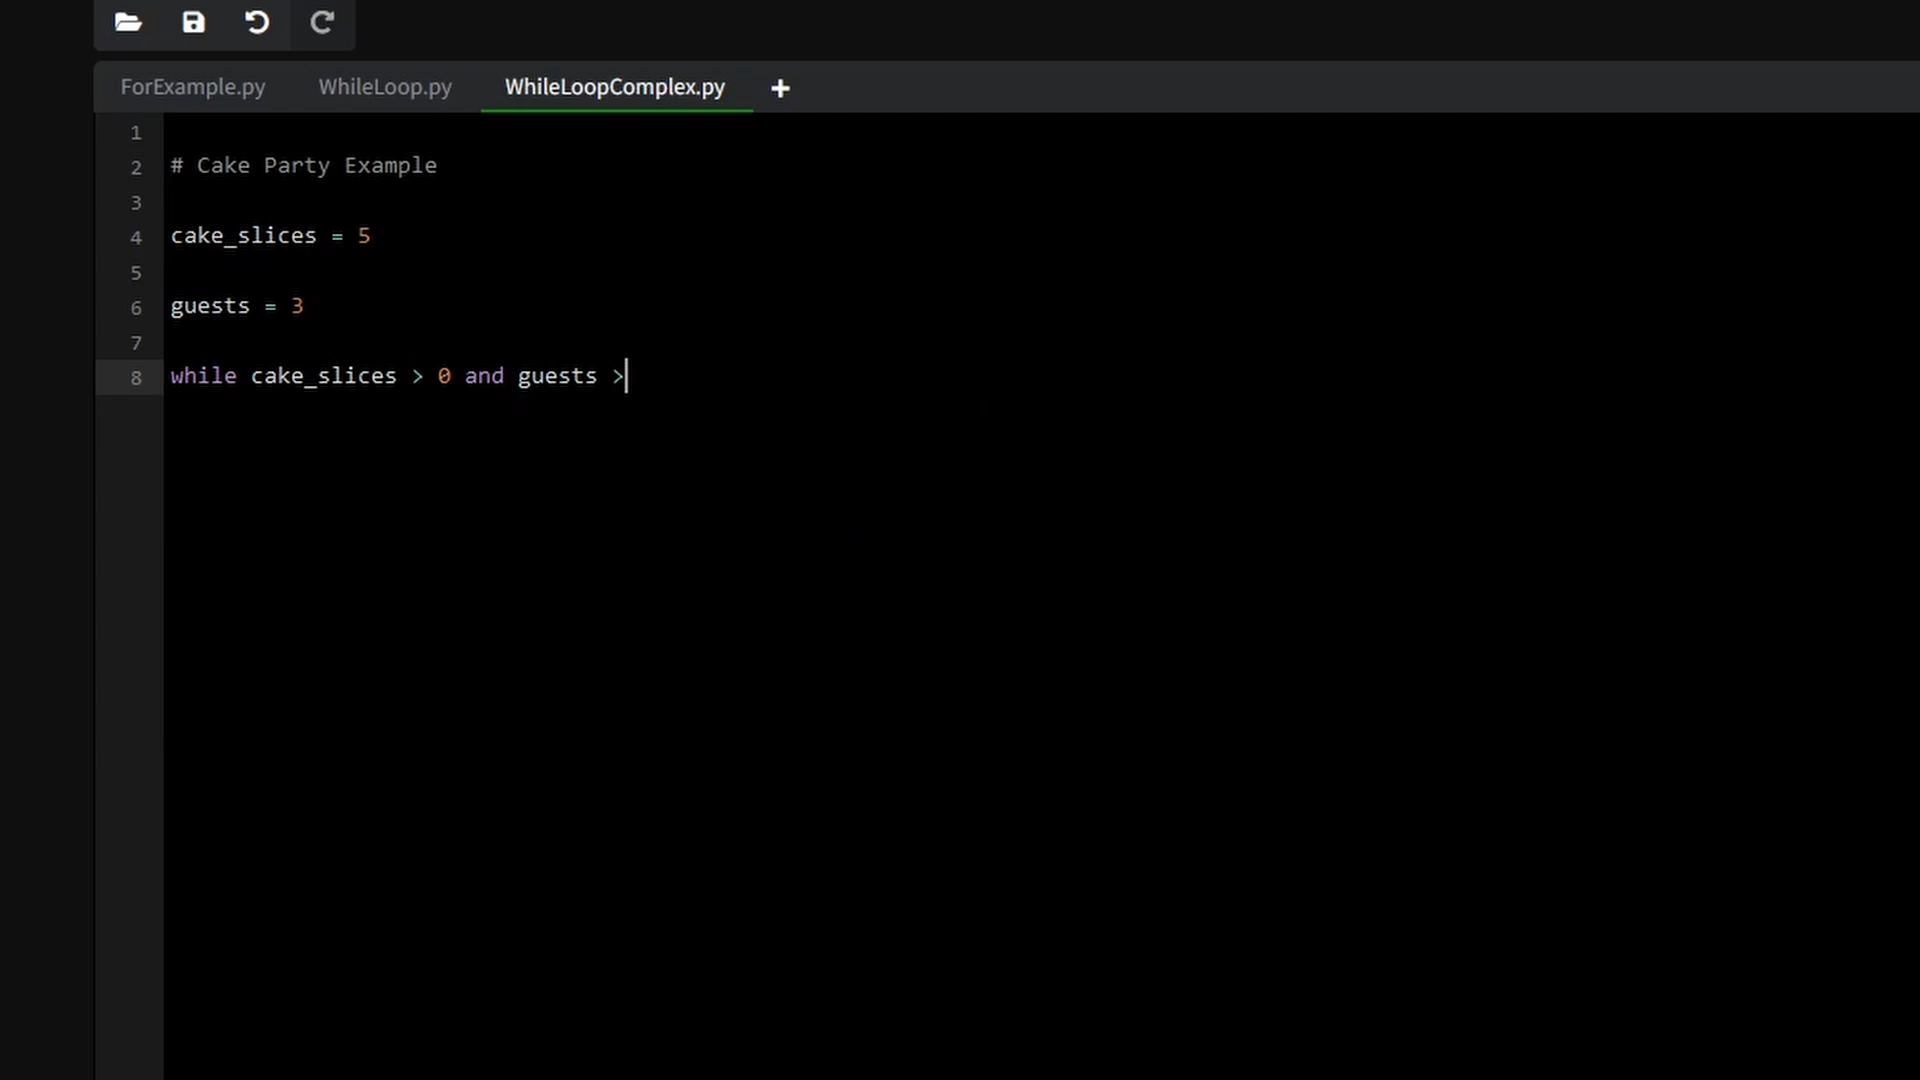 ForExample.py WhileLoop.py WhileLoopComplex.py +
1
2 # Cake Party Example
3
4 cake_slices = 5
5
6 guests = 3
7
8 while cake_slices > 0 and guests >